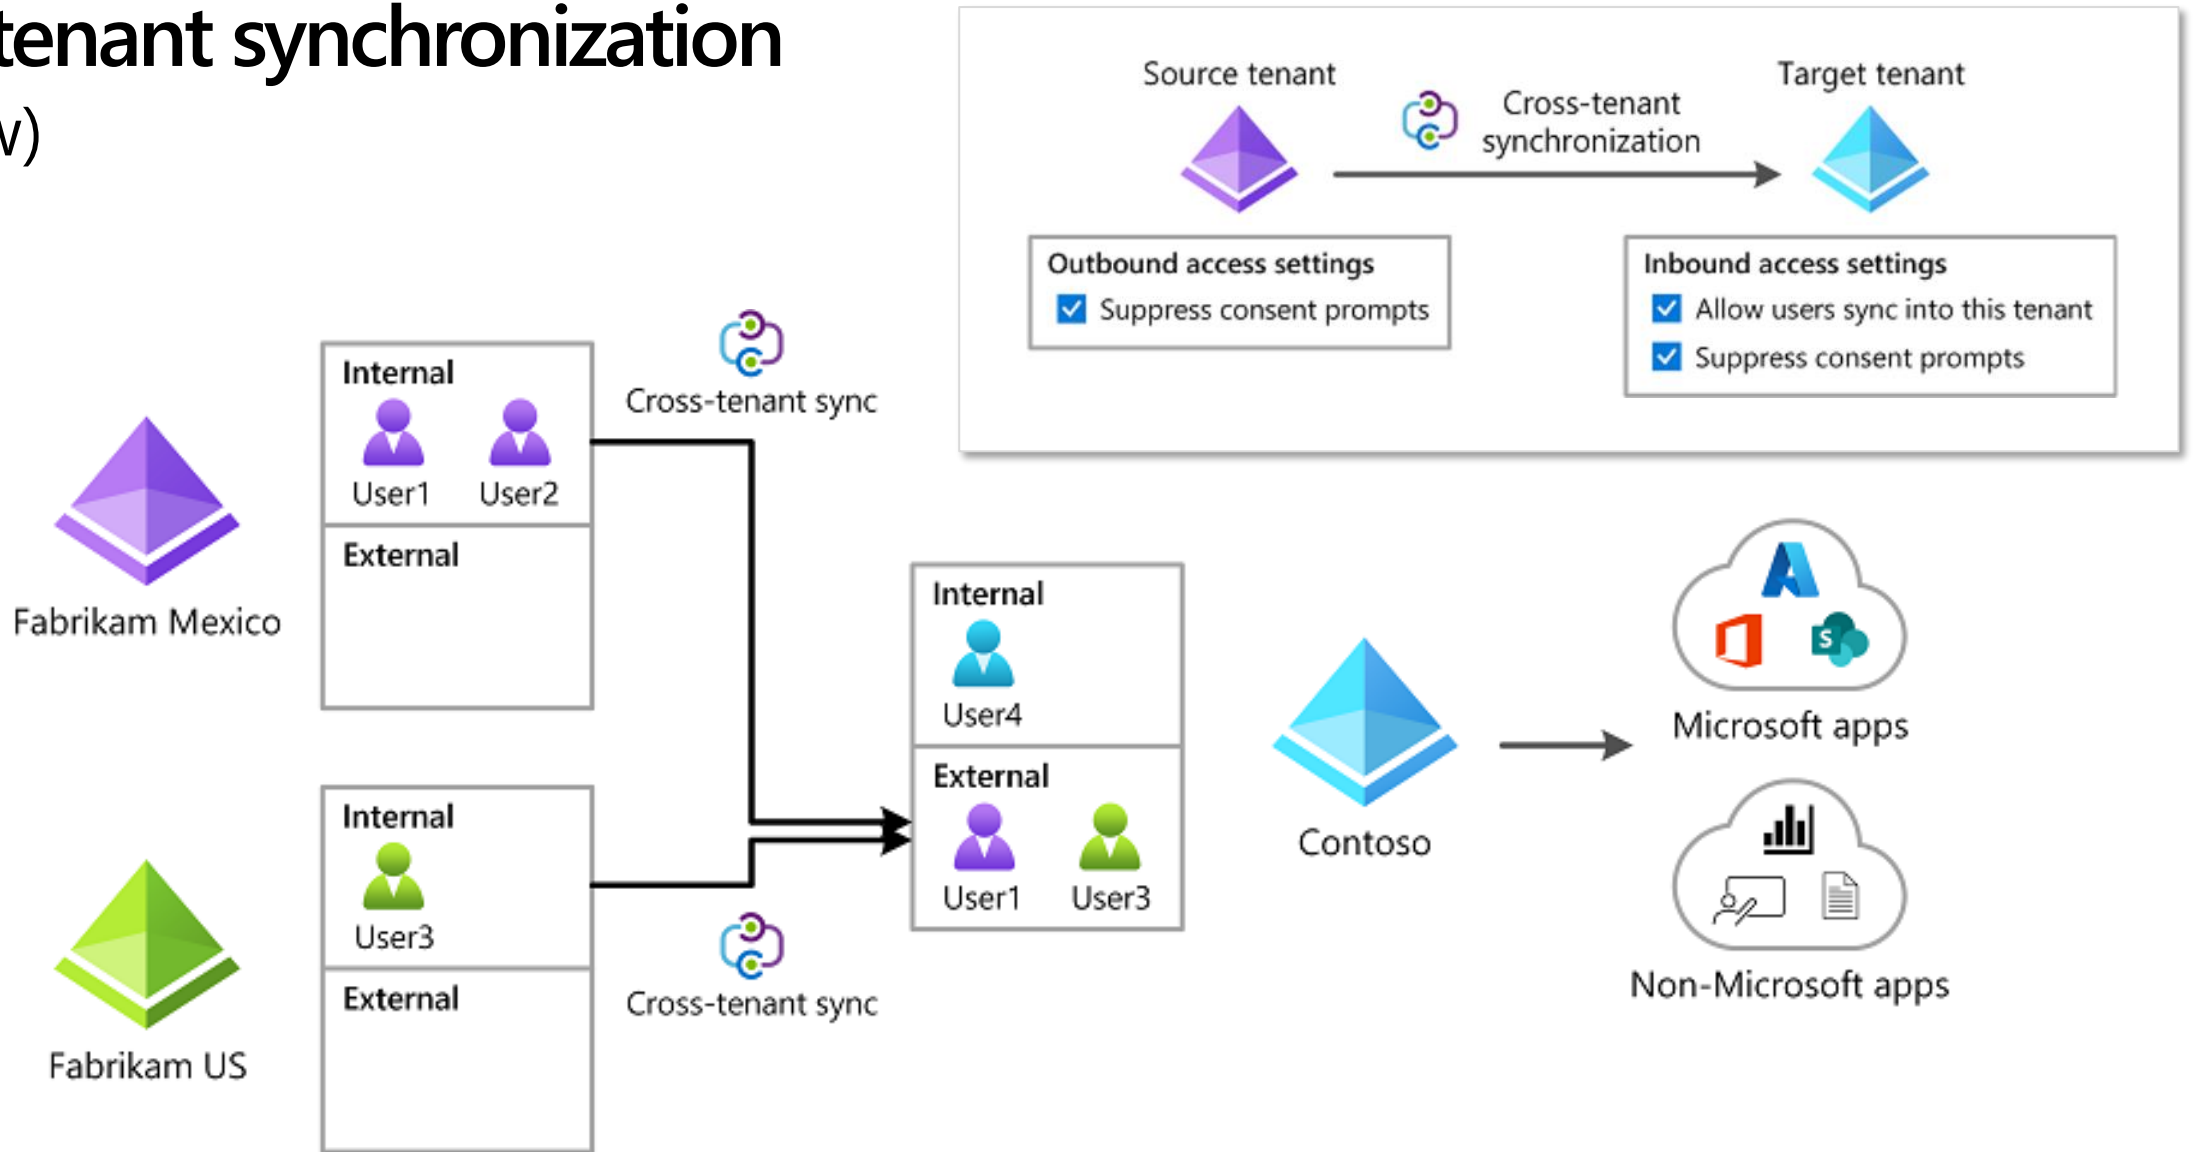 tenant synchronization
w)
Source tenant
Target tenant
Cross-tenant
synchronization
Outbound access settings
Suppress consent prompts
Inbound access settings
Allow users sync into this tenant
Suppress consent prompts
Internal
User1
User2
External
Fabrikam Mexico
Cross-tenant sync
Internal
User3
External
Fabrikam US
Cross-tenant sync
Internal
User4
External
User1
User3
Contoso
S
Microsoft apps
Non-Microsoft apps